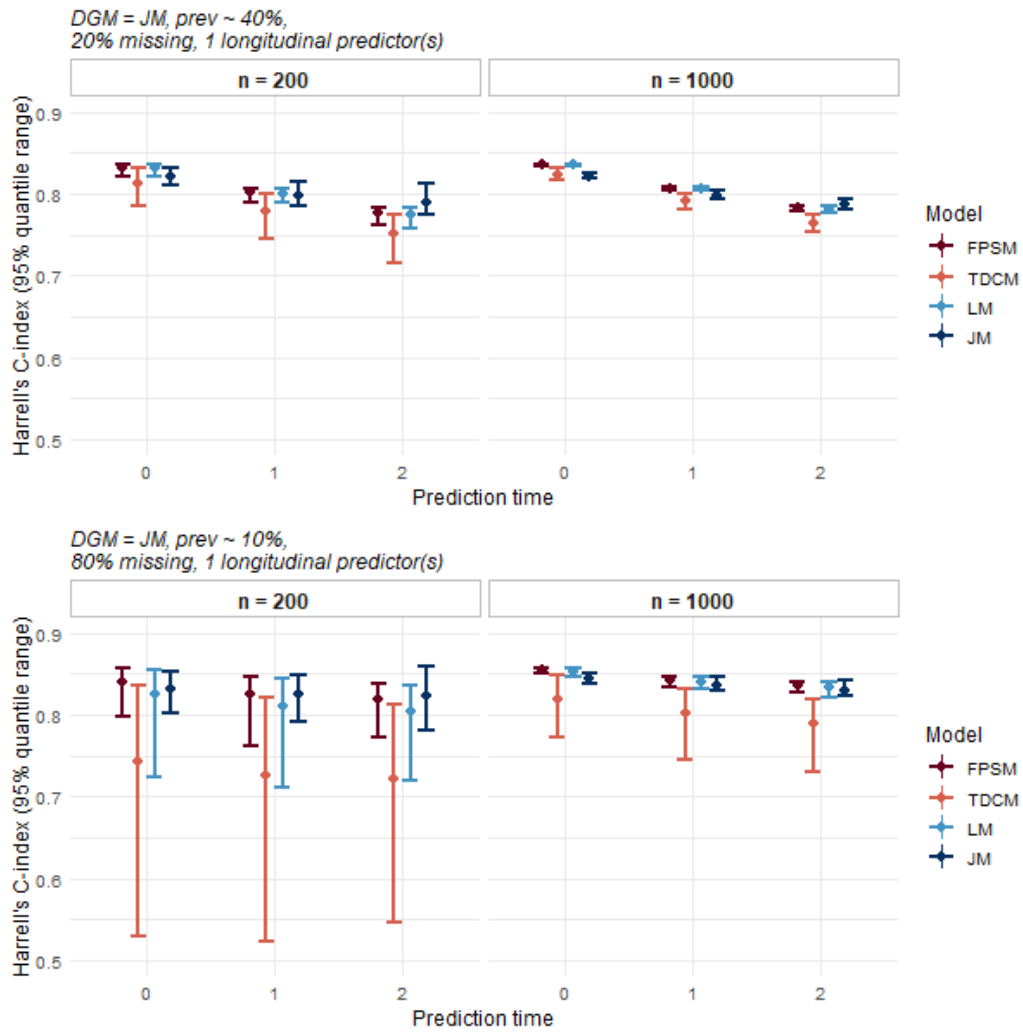 DGM = JM, prev ~ 40%,
20% missing, 1 longitudinal predictor(s)
n = 200
n = 1000
Harrell's C-index (95% quantile range)
0.9
0.8
0.7
0.6
0.5
0 1 2
0 1 2
Prediction time
Model
FPSM
TDCM
LM
JM
DGM = JM, prev ~ 10%,
80% missing, 1 longitudinal predictor(s)
n = 200
n = 1000
Harrell's C-index (95% quantile range)
0.9
0.8
0.7
0.6
0.5
0 1 2
0 1 2
Prediction time
Model
FPSM
TDCM
LM
JM